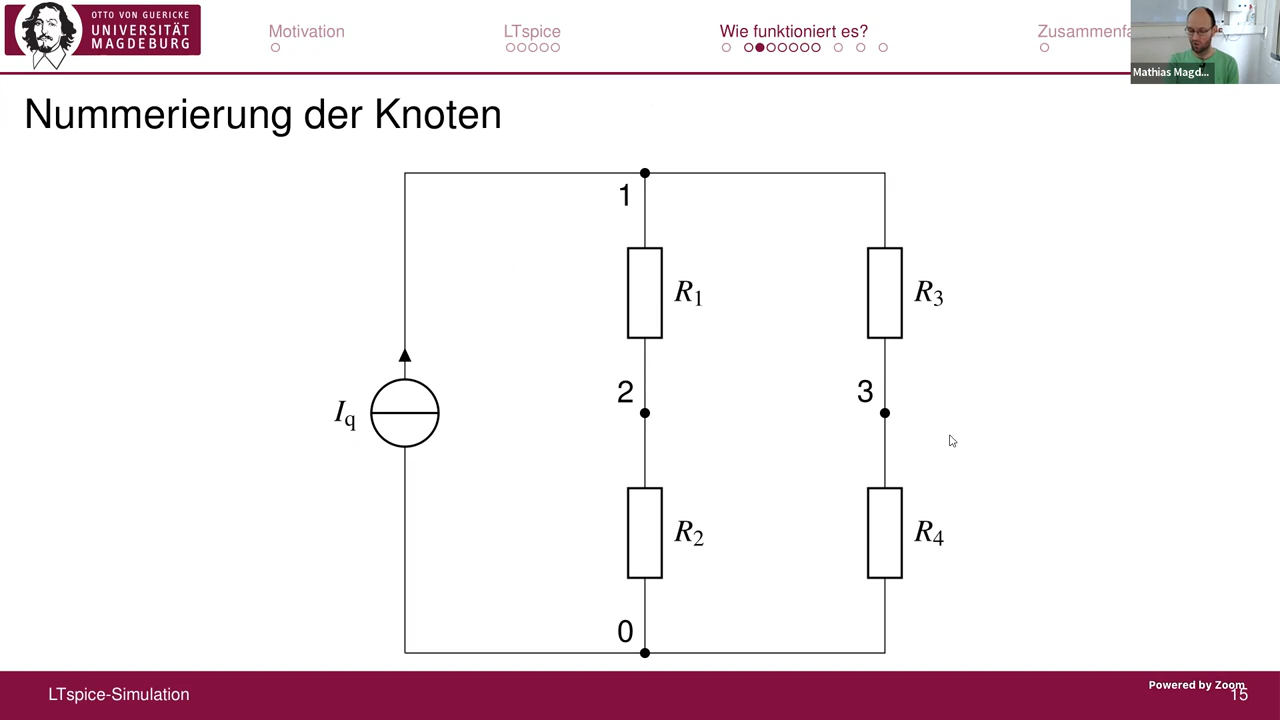 OTTO VON GUERICKE
UNIVERSITÄT
MAGDEBURG
Motivation
LTspice
Wie funktioniert es?
Zusammenfa
Mathias Magd...
Nummerierung der Knoten
1
R1
R3
2
3
Iq
R2
R4
0
LTspice-Simulation
Powered by Zoom
15